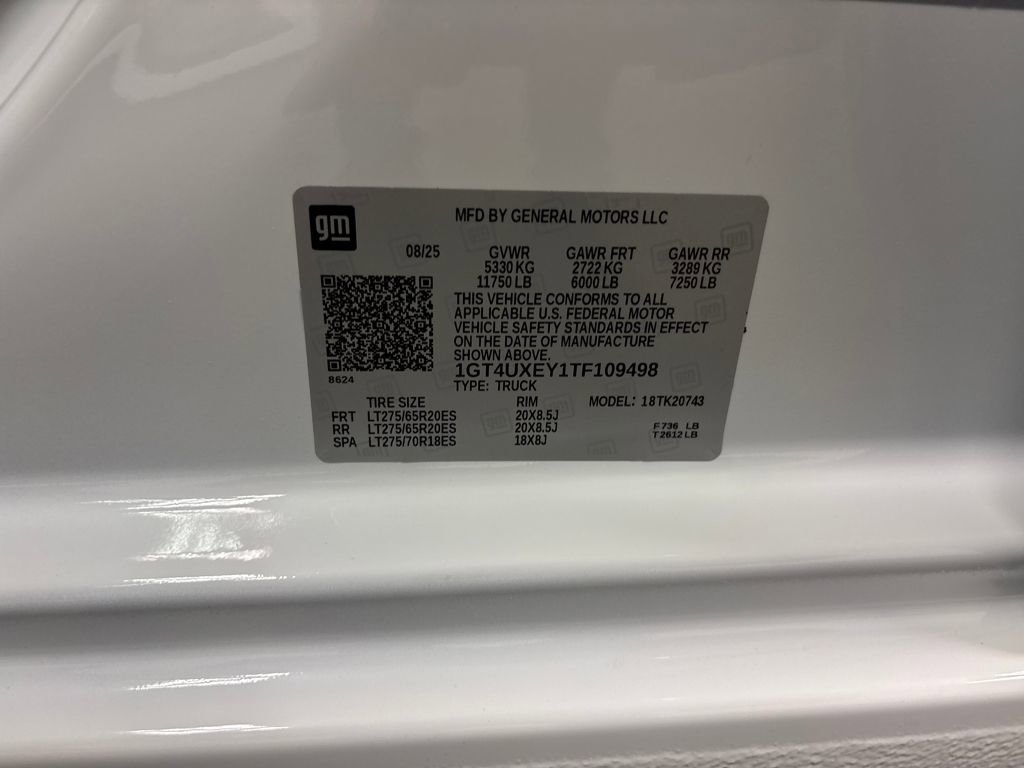 gm
MFD BY GENERAL MOTORS LLC
08/25 GVWR GAWR FRT GAWR RR
5330 KG 2722 KG 3289 KG
11750 LB 6000 LB 7250 LB
THIS VEHICLE CONFORMS TO ALL
APPLICABLE U.S. FEDERAL MOTOR
VEHICLE SAFETY STANDARDS IN EFFECT
ON THE DATE OF MANUFACTURE
SHOWN ABOVE.
1GT4UXEY1TF109498
8624
TYPE: TRUCK
TIRE SIZE RIM MODEL: 18TK20743
FRT LT275/65R20ES 20X8.5J
RR LT275/65R20ES 20X8.5J
SPA LT275/70R18ES 18X8J
F 736 LB
T 2612 LB